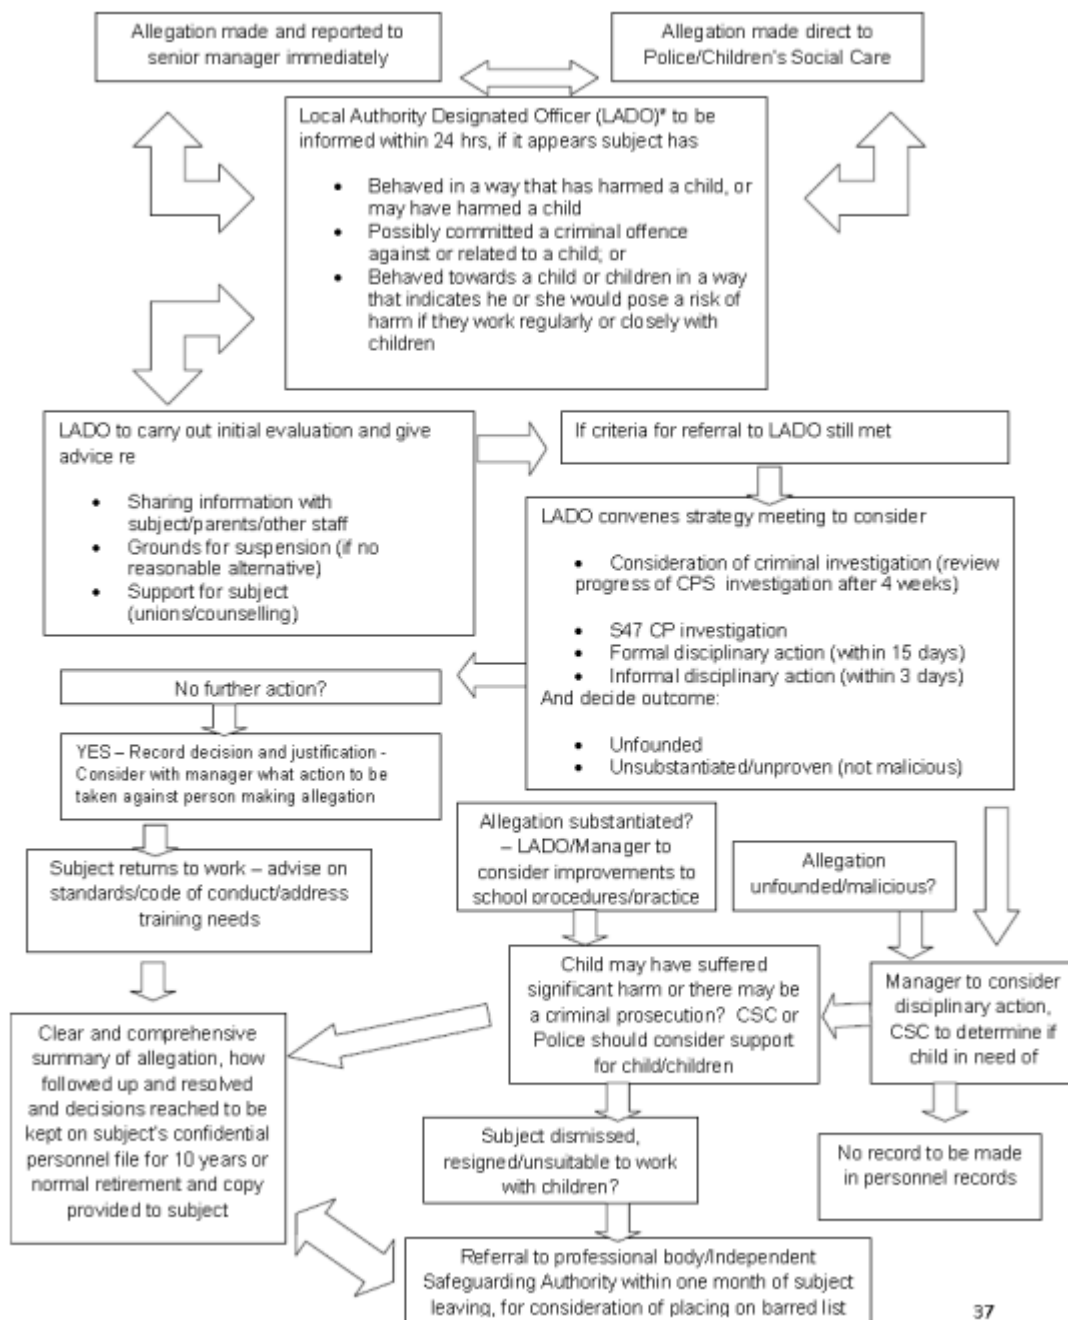 Allegation made and reported to
senior manager immediately
Allegation made direct to
Police/Children's Social Care
Local Authority Designated Officer (LADO)* to be
informed within 24 hrs, if it appears subject has
• Behaved in a way that has harmed a child, or
may have harmed a child
• Possibly committed a criminal offence
against or related to a child; or
• Behaved towards a child or children in a way
that indicates he or she would pose a risk of
harm if they work regularly or closely with
children
LADO to carry out initial evaluation and give
advice re
• Sharing information with
subject/parents/other staff
• Grounds for suspension (if no
reasonable alternative)
• Support for subject
(unions/counselling)
If criteria for referral to LADO still met
LADO convenes strategy meeting to consider
• Consideration of criminal investigation (review
progress of CPS investigation after 4 weeks)
• S47 CP investigation
• Formal disciplinary action (within 15 days)
• Informal disciplinary action (within 3 days)
And decide outcome:
• Unfounded
• Unsubstantiated/unproven (not malicious)
No further action?
YES – Record decision and justification -
Consider with manager what action to be
taken against person making allegation
Subject returns to work – advise on
standards/code of conduct/address
training needs
Allegation substantiated?
– LADO/Manager to
consider improvements to
school procedures/practice
Allegation
unfounded/malicious?
Child may have suffered
significant harm or there may be
a criminal prosecution? CSC or
Police should consider support
for child/children
Manager to consider
disciplinary action,
CSC to determine if
child in need of
Clear and comprehensive
summary of allegation, how
followed up and resolved
and decisions reached to be
kept on subject's confidential
personnel file for 10 years or
normal retirement and copy
provided to subject
Subject dismissed,
resigned/unsuitable to work
with children?
No record to be made
in personnel records
Referral to professional body/Independent
Safeguarding Authority within one month of subject
leaving, for consideration of placing on barred list
37